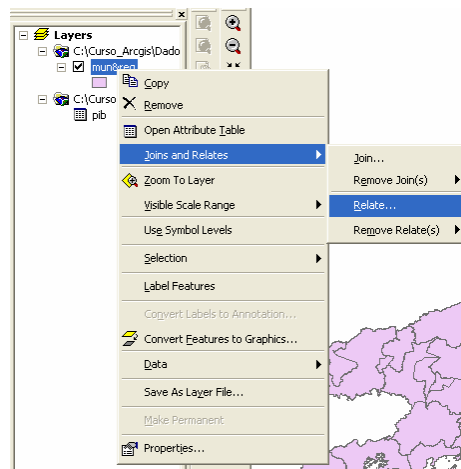 Layers
C:\Curso_Arcgis\Dado
mun&reg
C:\Curso
pib
Copy
Remove
Open Attribute Table
Joins and Relates
Zoom To Layer
Visible Scale Range
Use Symbol Levels
Selection
Label Features
Convert Labels to Annotation...
Convert Features to Graphics...
Data
Save As Layer File...
Make Permanent
Properties...
Join...
Remove Join(s)
Relate...
Remove Relate(s)